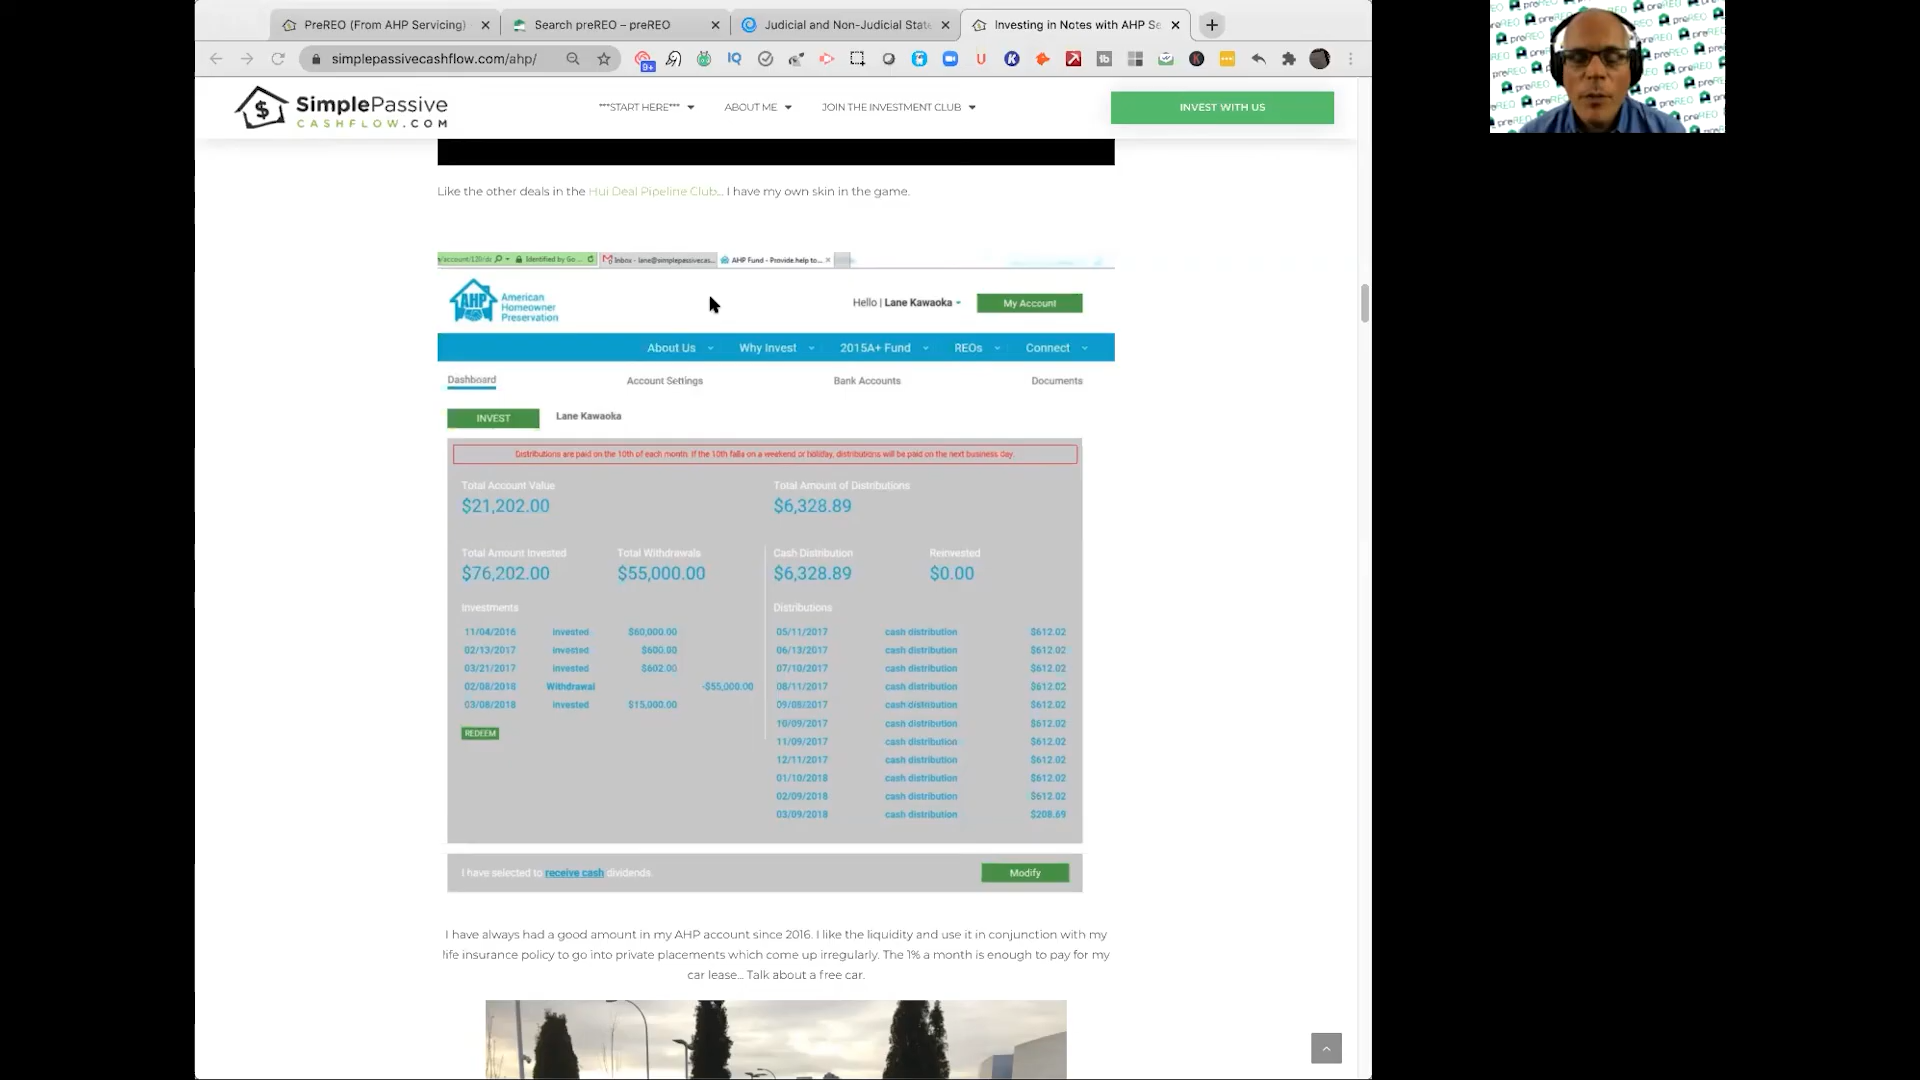 PreREO (From AHP Servicing)
Search preREO – preREO
Judicial and Non-Judicial State
Investing in Notes with AHP Se
simplepassivecashflow.com/ahp/
SimplePassive
CASHFLOW.COM
***START HERE***
ABOUT ME
JOIN THE INVESTMENT CLUB
INVEST WITH US
Like the other deals in the Hui Deal Pipeline Club... I have my own skin in the game.
Identified by Go...
Inbox - lane@simplepassivecas...
AHP Fund - Provide help to...
AHP
American
Homeowner
Preservation
Hello | Lane Kawaoka
My Account
About Us
Why Invest
2015A+ Fund
REOs
Connect
Dashboard
Account Settings
Bank Accounts
Documents
INVEST
Lane Kawaoka
Distributions are paid on the 10th of each month. If the 10th falls on a weekend or holiday, distributions will be paid on the next business day.
Total Account Value
$21,202.00
Total Amount of Distributions
$6,328.89
Total Amount Invested
$76,202.00
Total Withdrawals
$55,000.00
Cash Distribution
$6,328.89
Reinvested
$0.00
Investments
11/04/2016 invested $60,000.00
02/13/2017 invested $600.00
03/21/2017 invested $602.00
02/08/2018 Withdrawal -$55,000.00
03/08/2018 invested $15,000.00
REDEEM
Distributions
05/11/2017 cash distribution $612.02
06/13/2017 cash distribution $612.02
07/10/2017 cash distribution $612.02
08/11/2017 cash distribution $612.02
09/08/2017 cash distribution $612.02
10/09/2017 cash distribution $612.02
11/09/2017 cash distribution $612.02
12/11/2017 cash distribution $612.02
01/10/2018 cash distribution $612.02
02/09/2018 cash distribution $612.02
03/09/2018 cash distribution $208.69
I have selected to receive cash dividends.
Modify
I have always had a good amount in my AHP account since 2016. I like the liquidity and use it in conjunction with my
life insurance policy to go into private placements which come up irregularly. The 1% a month is enough to pay for my
car lease... Talk about a free car.
preREO